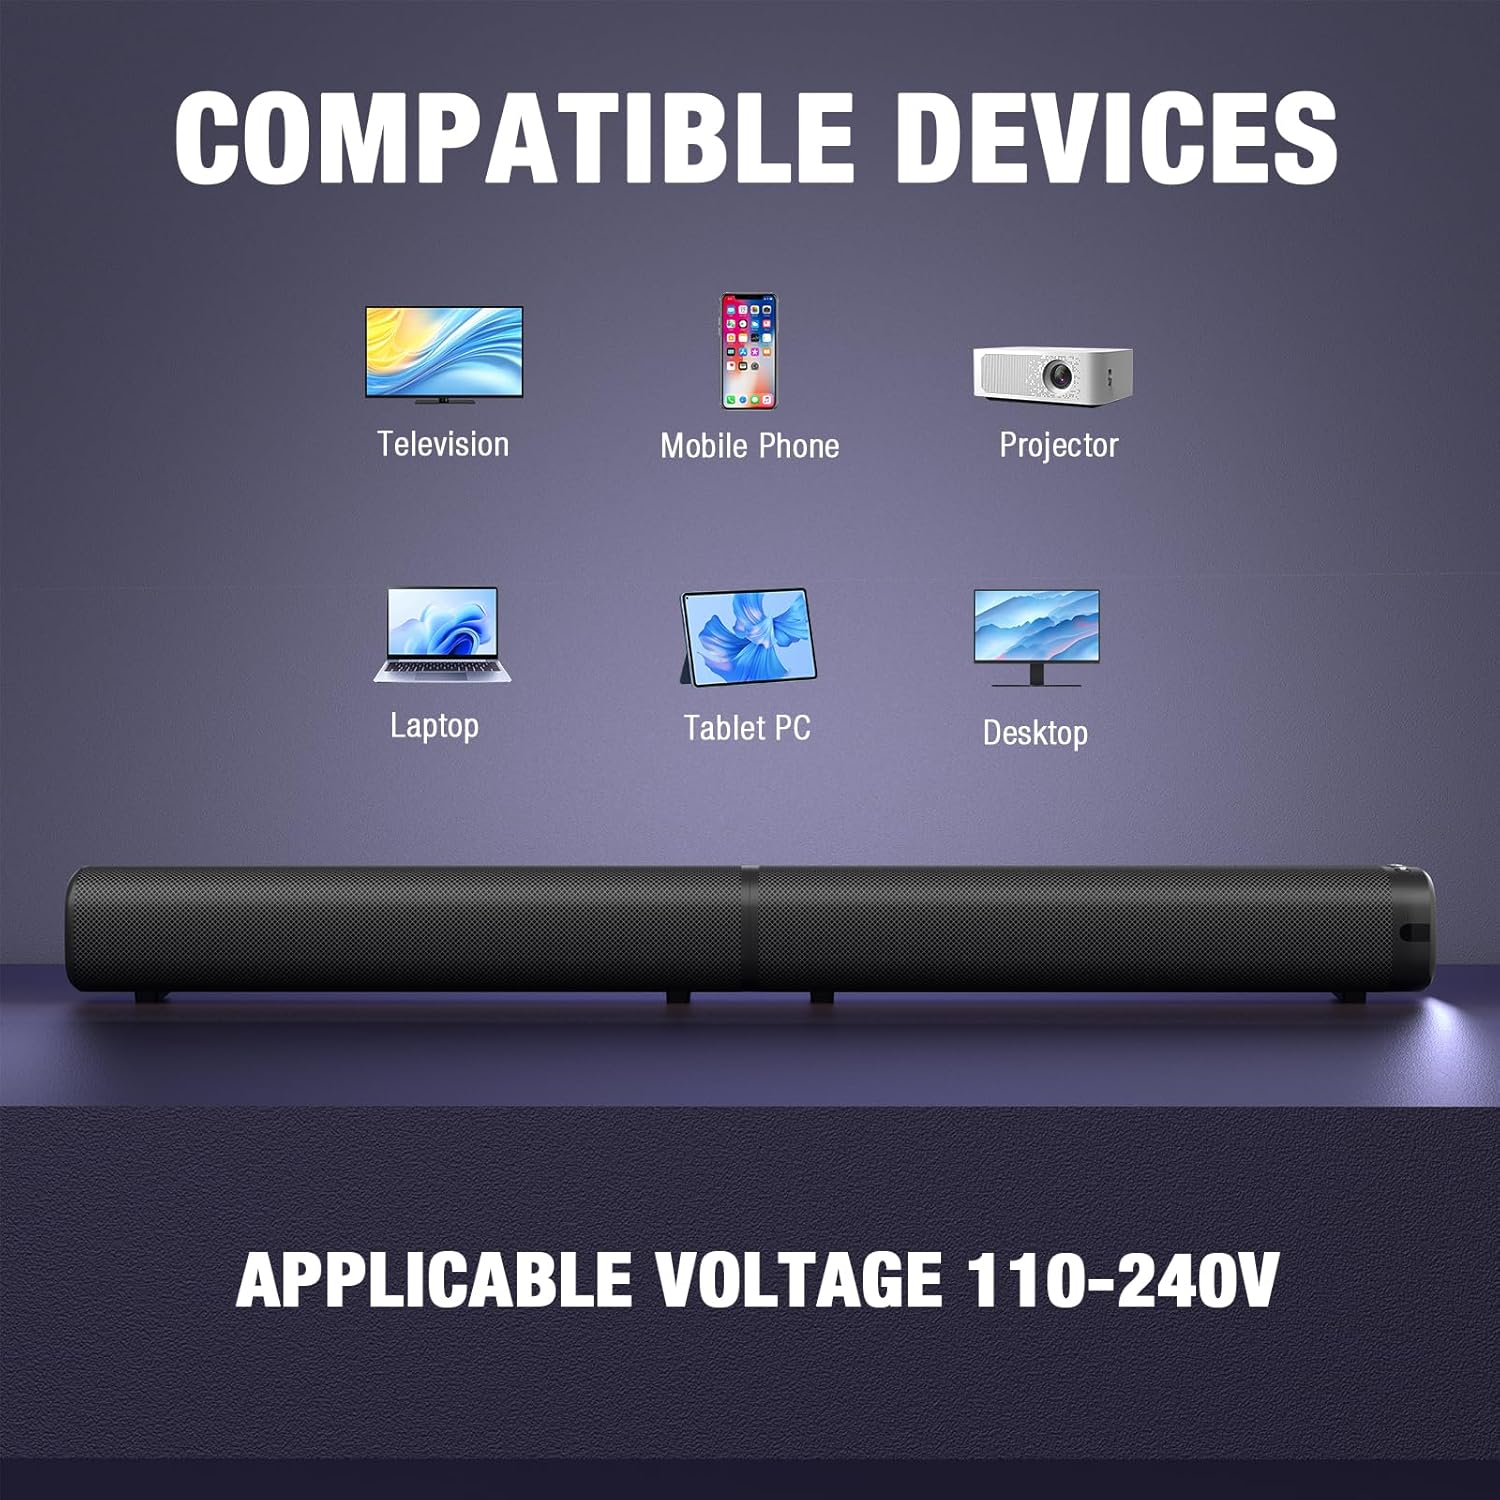 COMPATIBLE DEVICES
Television
Mobile Phone
Projector
Laptop
Tablet PC
Desktop
APPLICABLE VOLTAGE 110-240V